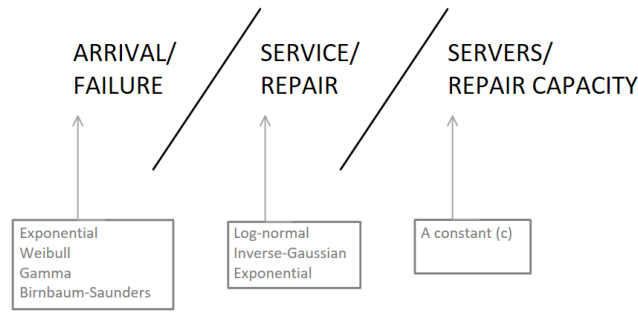 ARRIVAL/
FAILURE
SERVICE/
REPAIR
SERVERS/
REPAIR CAPACITY
Exponential
Weibull
Gamma
Birnbaum-Saunders
Log-normal
Inverse-Gaussian
Exponential
A constant (c)